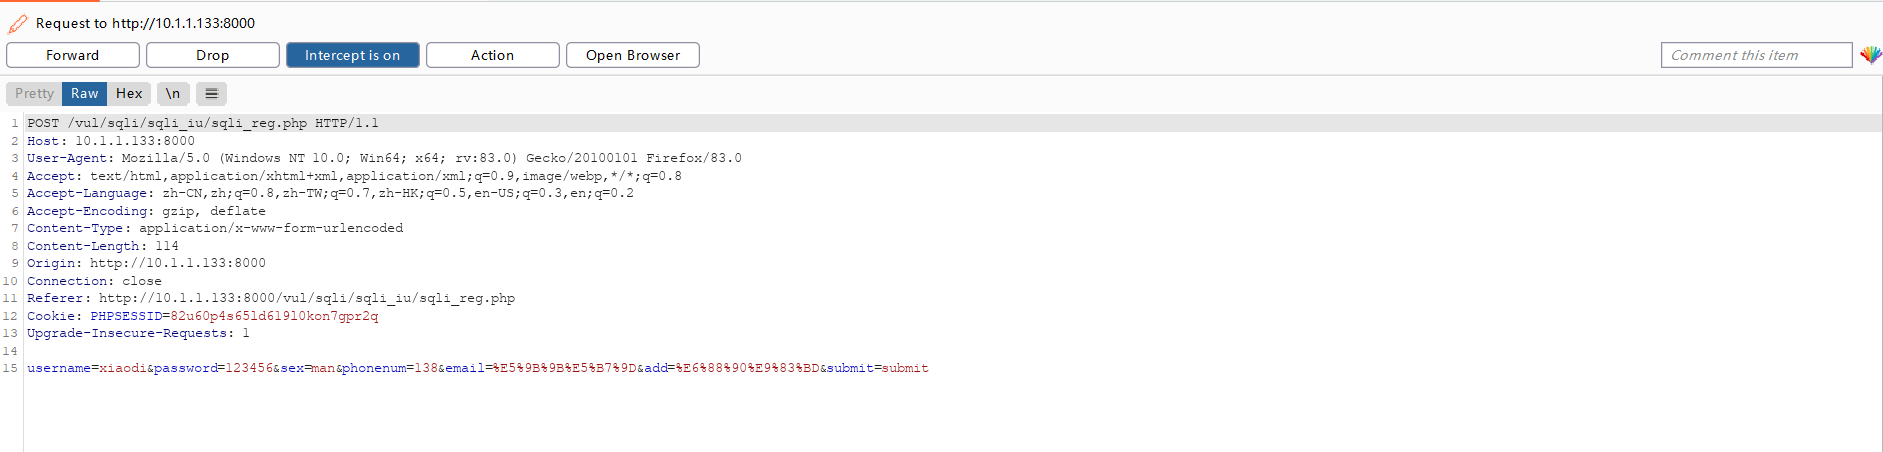 Request to http://10.1.1.133:8000
Forward Drop Intercept is on Action Open Browser Comment this item
Pretty Raw Hex \n
1 POST /vul/sqli/sqli_iu/sqli_reg.php HTTP/1.1
2 Host: 10.1.1.133:8000
3 User-Agent: Mozilla/5.0 (Windows NT 10.0; Win64; x64; rv:83.0) Gecko/20100101 Firefox/83.0
4 Accept: text/html,application/xhtml+xml,application/xml;q=0.9,image/webp,*/*;q=0.8
5 Accept-Language: zh-CN,zh;q=0.8,zh-TW;q=0.7,zh-HK;q=0.5,en-US;q=0.3,en;q=0.2
6 Accept-Encoding: gzip, deflate
7 Content-Type: application/x-www-form-urlencoded
8 Content-Length: 114
9 Origin: http://10.1.1.133:8000
10 Connection: close
11 Referer: http://10.1.1.133:8000/vul/sqli/sqli_iu/sqli_reg.php
12 Cookie: PHPSESSID=82u60p4s65ld619l0kon7gpr2q
13 Upgrade-Insecure-Requests: 1
14
15 username=xiaodi&password=123456&sex=man&phonenum=138&email=%E5%9B%9B%E5%B7%9D&add=%E6%88%90%E9%83%BD&submit=submit